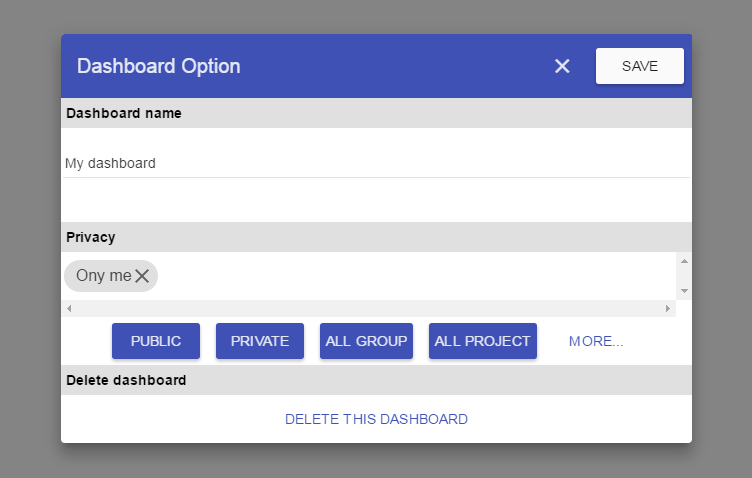 Dashboard Option
SAVE
Dashboard name
My dashboard
Privacy
Ony me
PUBLIC PRIVATE ALL GROUP ALL PROJECT MORE...
Delete dashboard
DELETE THIS DASHBOARD